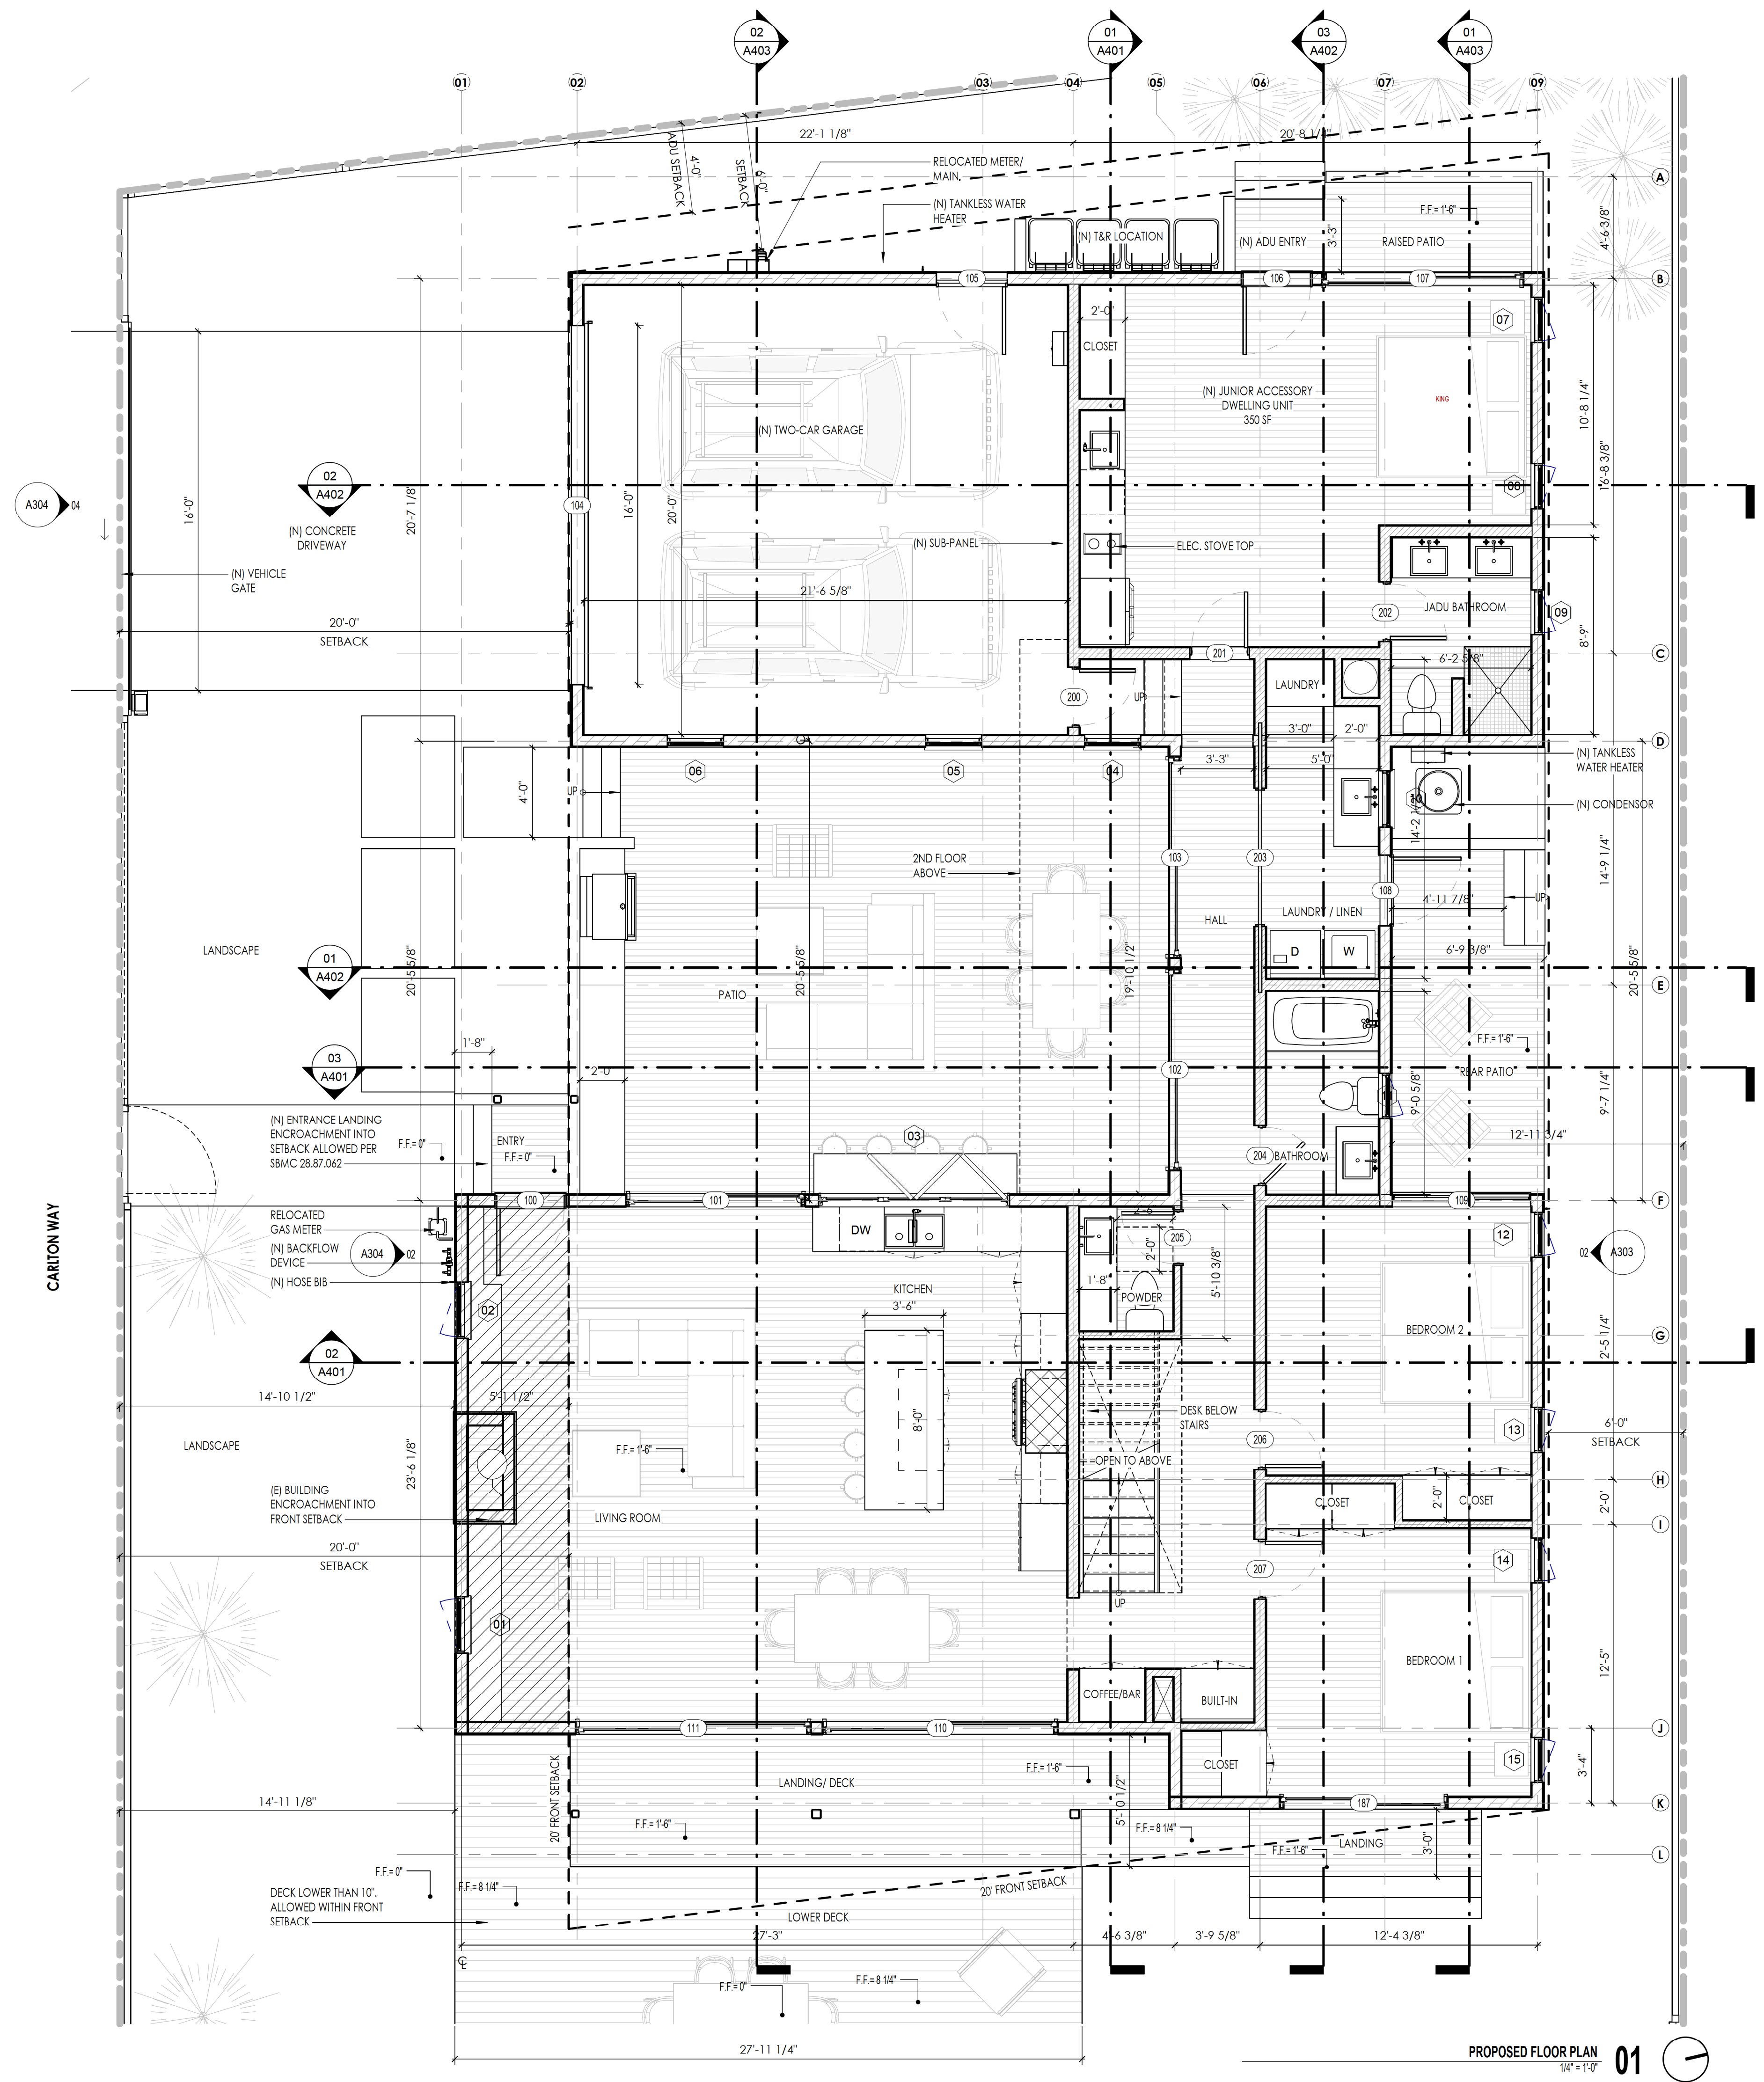 02
A403
01
A401
03
A402
01
A403
01
02
03
04
05
06
07
09
22'-1 1/8"
20'-8 1/4"
ADU SETBACK
4'-0"
SETBACK
6'-0"
RELOCATED METER/
MAIN.
(N) TANKLESS WATER
HEATER
(N) T&R LOCATION
(N) ADU ENTRY
3'-3"
RAISED PATIO
F.F.= 1'-6"
A
4'-6 3/8"
B
105
106
107
2'-0"
CLOSET
07
(N) JUNIOR ACCESSORY
DWELLING UNIT
350 SF
KING
10'-8 1/4"
16'-8 3/8"
(N) TWO-CAR GARAGE
02
A402
A304
04
16'-0"
20'-7 1/8"
104
16'-0"
20'-0"
08
(N) CONCRETE
DRIVEWAY
(N) SUB-PANEL
ELEC. STOVE TOP
(N) VEHICLE
GATE
21'-6 5/8"
JADU BATHROOM
202
09
20'-0"
SETBACK
8'-9"
201
6'-2 5/8"
C
LAUNDRY
200
UP
3'-0"
2'-0"
D
06
05
04
3'-3"
5'-0"
(N) TANKLESS
WATER HEATER
4'-0"
UP
(N) CONDENSOR
14'-2 1/2"
2ND FLOOR
ABOVE
103
203
108
14'-9 1/4"
4'-11 7/8"
UP
HALL
LAUNDRY / LINEN
LANDSCAPE
D
W
6'-9 3/8"
01
A402
20'-5 5/8"
20'-5 5/8"
19'-10 1/2"
20'-5 5/8"
PATIO
E
1'-8"
F.F.= 1'-6"
03
A401
2'-0"
102
REAR PATIO
9'-0 5/8"
9'-7 1/4"
(N) ENTRANCE LANDING
ENCROACHMENT INTO
SETBACK ALLOWED PER
SBMC 28.87.062
F.F.= 0"
ENTRY
F.F.= 0"
03
12'-11 3/4"
204
BATHROOM
100
101
109
F
CARLTON WAY
RELOCATED
GAS METER
(N) BACKFLOW
DEVICE
(N) HOSE BIB
A304
02
DW
2'-6"
205
2'-0"
12
02
A303
KITCHEN
1'-8"
POWDER
5'-10 3/8"
02
3'-6"
BEDROOM 2
G
2'-5 1/4"
02
A401
14'-10 1/2"
5'-1 1/2"
8'-0"
DESK BELOW
STAIRS
13
6'-0"
SETBACK
206
LANDSCAPE
F.F.= 1'-6"
OPEN TO ABOVE
23'-6 1/8"
H
(E) BUILDING
ENCROACHMENT INTO
FRONT SETBACK
LIVING ROOM
CLOSET
2'-0"
CLOSET
2'-0'
I
20'-0"
SETBACK
14
207
UP
01
BEDROOM 1
12'-5"
COFFEE/BAR
BUILT-IN
111
110
J
15
CLOSET
3'-4"
20' FRONT SETBACK
LANDING/ DECK
F.F.= 1'-6"
5'-10 1/2"
14'-11 1/8"
187
K
F.F.= 1'-6"
F.F.= 8 1/4"
LANDING
F.F.= 1'-6"
3'-0"
L
F.F.= 0"
F.F.= 8 1/4"
20' FRONT SETBACK
DECK LOWER THAN 10".
ALLOWED WITHIN FRONT
SETBACK
LOWER DECK
27'-3"
4'-6 3/8"
3'-9 5/8"
12'-4 3/8"
F.F.= 0"
F.F.= 8 1/4"
27'-11 1/4"
PROPOSED FLOOR PLAN
1/4" = 1'-0"
01